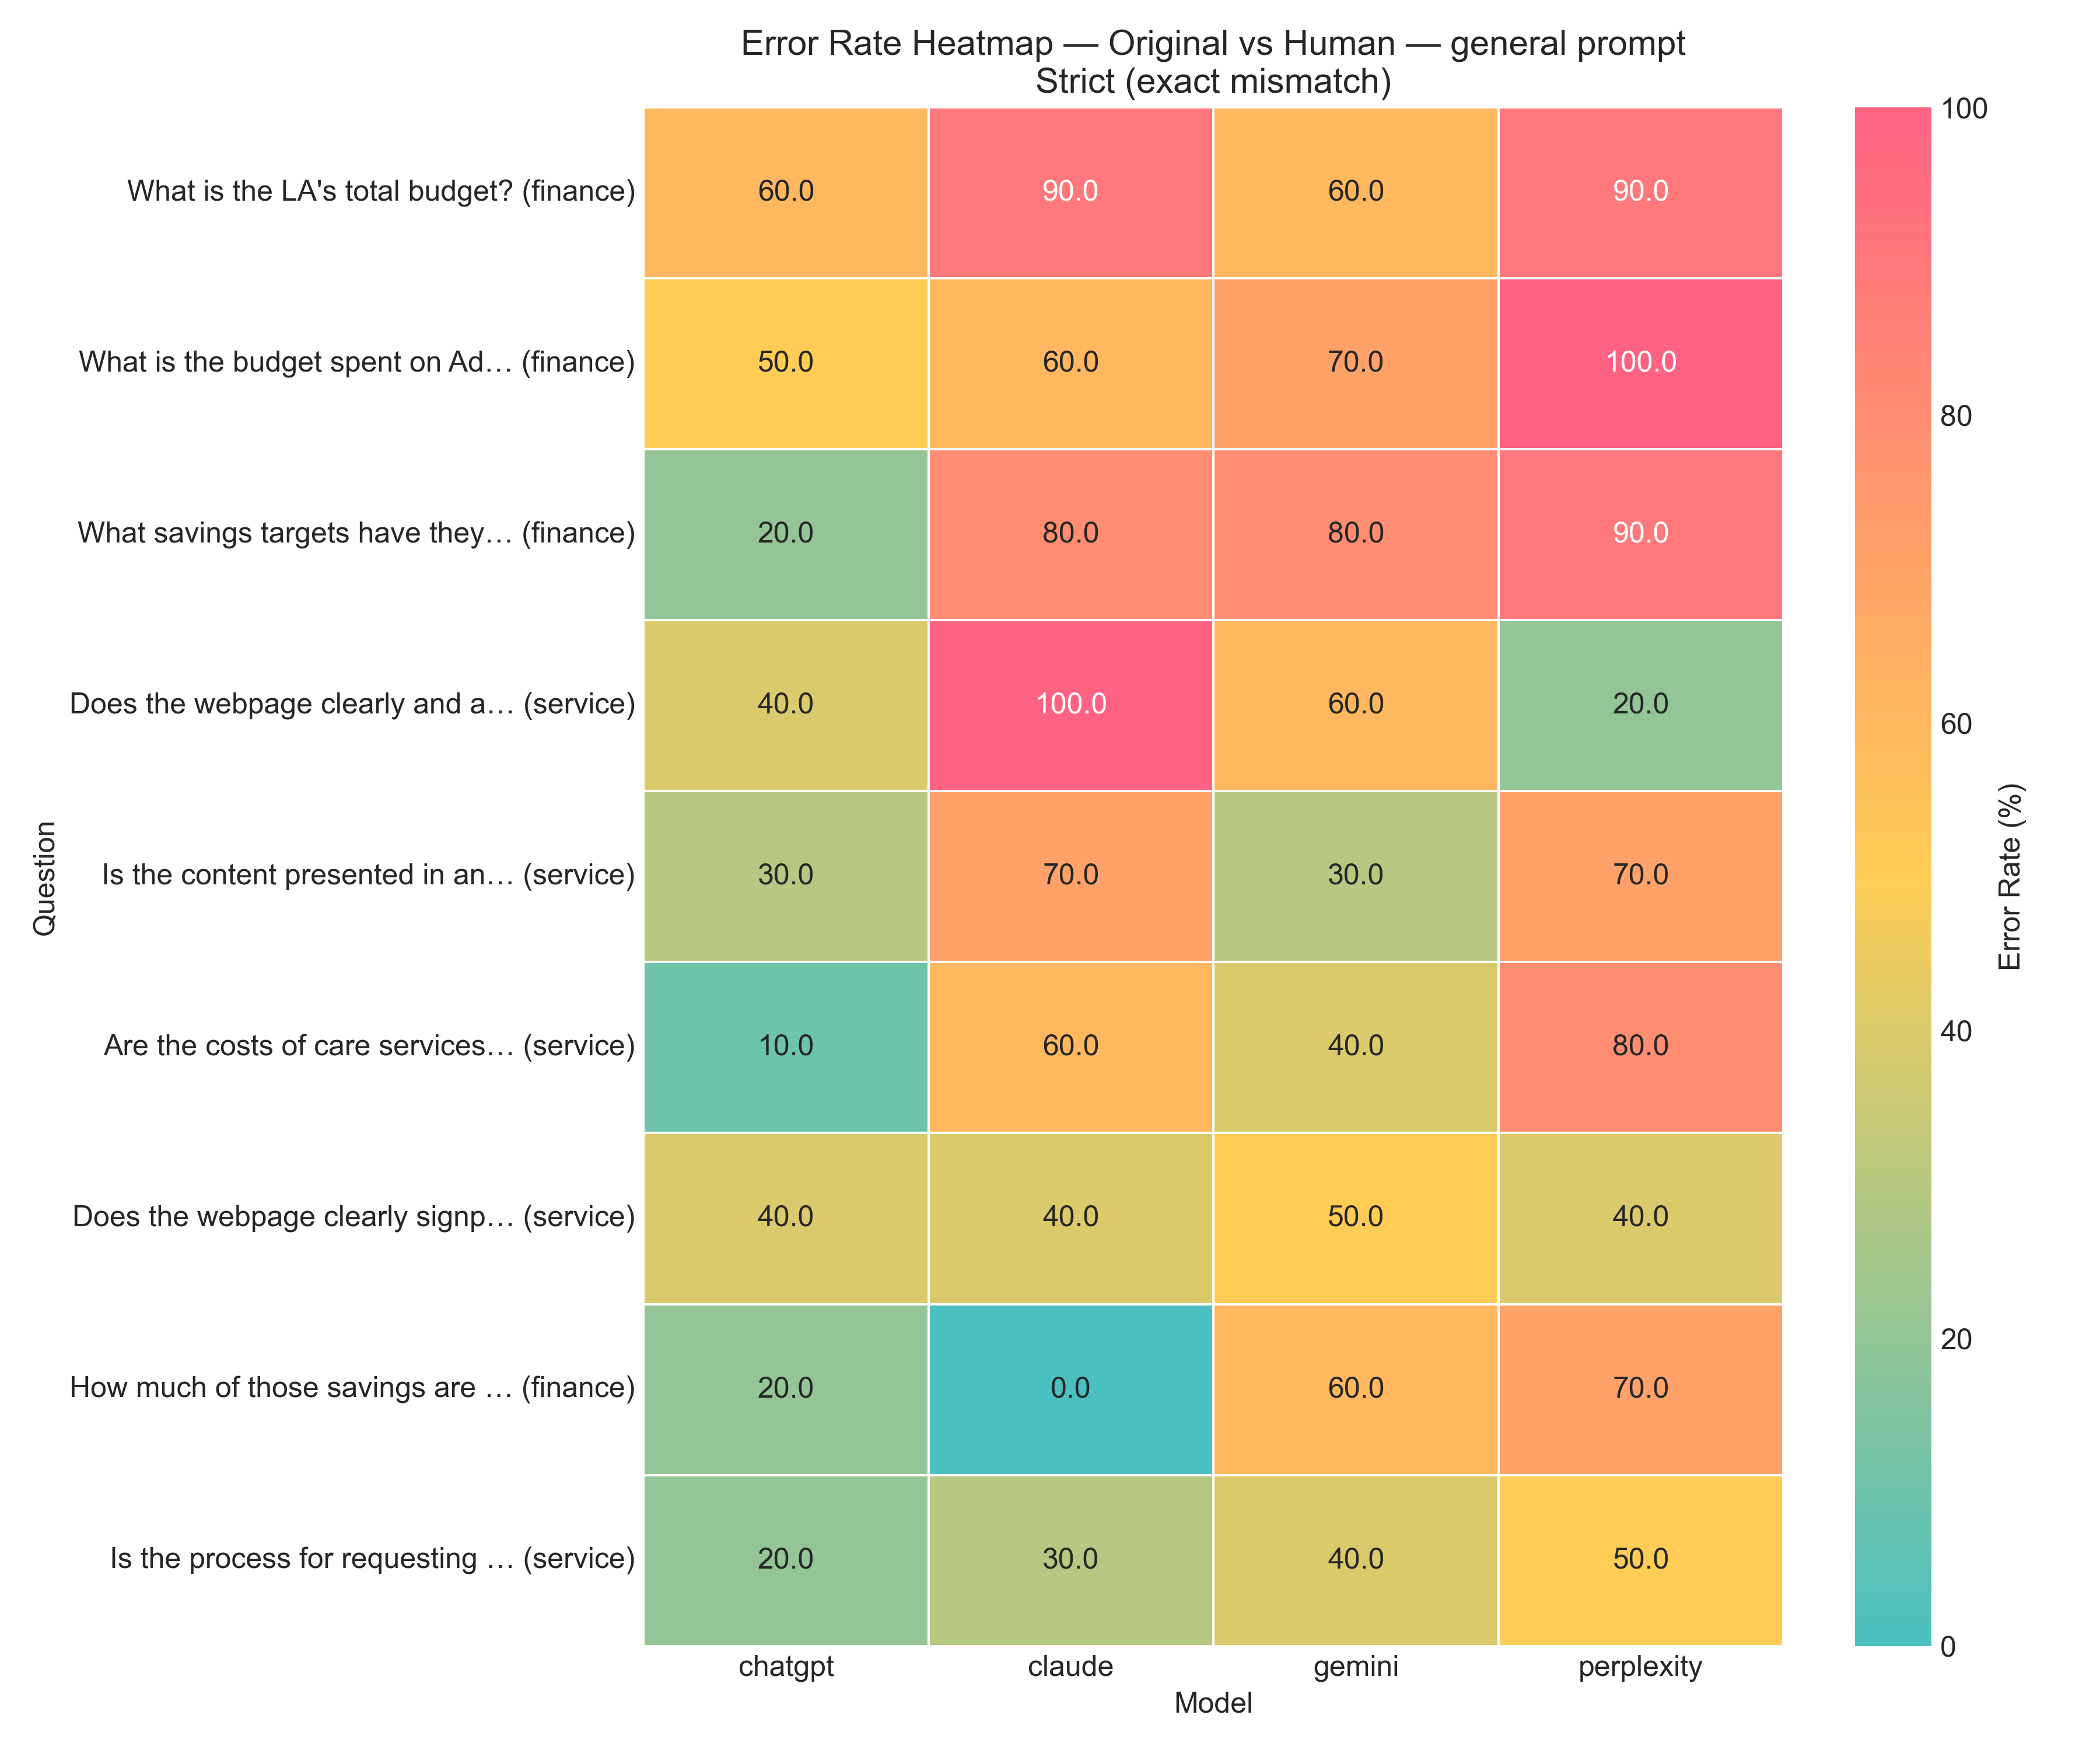 Error Rate Heatmap — Original vs Human — general prompt
Strict (exact mismatch)
What is the LA's total budget? (finance) 60.0 90.0 60.0 90.0
What is the budget spent on Ad… (finance) 50.0 60.0 70.0 100.0
What savings targets have they… (finance) 20.0 80.0 80.0 90.0
Does the webpage clearly and a… (service) 40.0 100.0 60.0 20.0
Is the content presented in an… (service) 30.0 70.0 30.0 70.0
Are the costs of care services… (service) 10.0 60.0 40.0 80.0
Does the webpage clearly signp… (service) 40.0 40.0 50.0 40.0
How much of those savings are … (finance) 20.0 0.0 60.0 70.0
Is the process for requesting … (service) 20.0 30.0 40.0 50.0
chatgpt claude gemini perplexity
Model
Question
100
80
60
40
20
0
Error Rate (%)